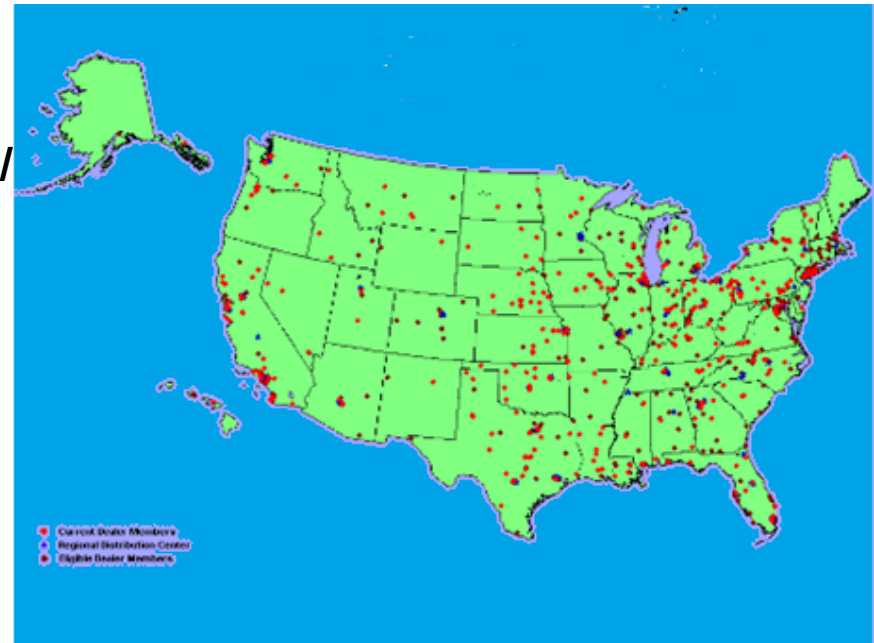 Current Dealer Members
Regional Distribution Center
Eligible Dealer Members